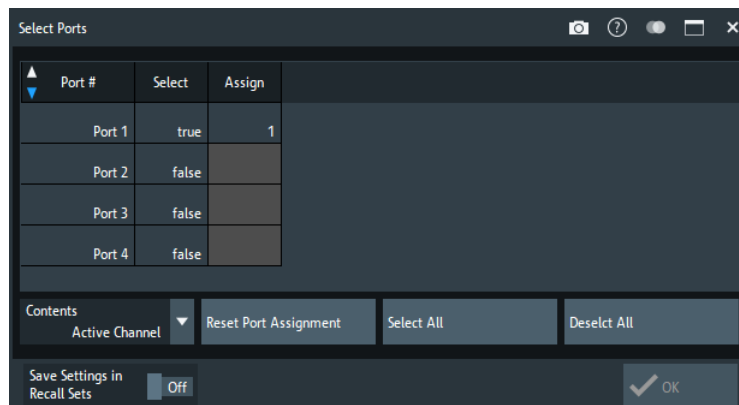 Select Ports
Port # Select Assign
Port 1 true 1
Port 2 false
Port 3 false
Port 4 false
Contents
Active Channel
Reset Port Assignment
Select All
Deselct All
Save Settings in
Recall Sets
Off
OK